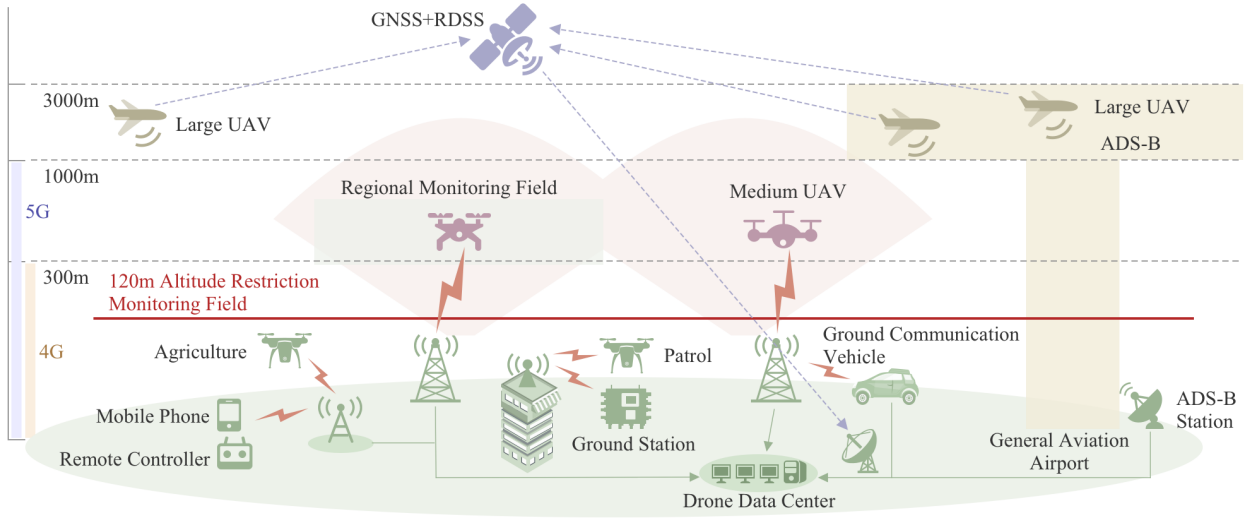 GNSS+RDSS
3000m
Large UAV
Large UAV
ADS-B
1000m
5G
Regional Monitoring Field
Medium UAV
300m
120m Altitude Restriction
Monitoring Field
4G
Agriculture
Patrol
Ground Communication
Vehicle
Mobile Phone
Remote Controller
Ground Station
General Aviation
Airport
ADS-B
Station
Drone Data Center